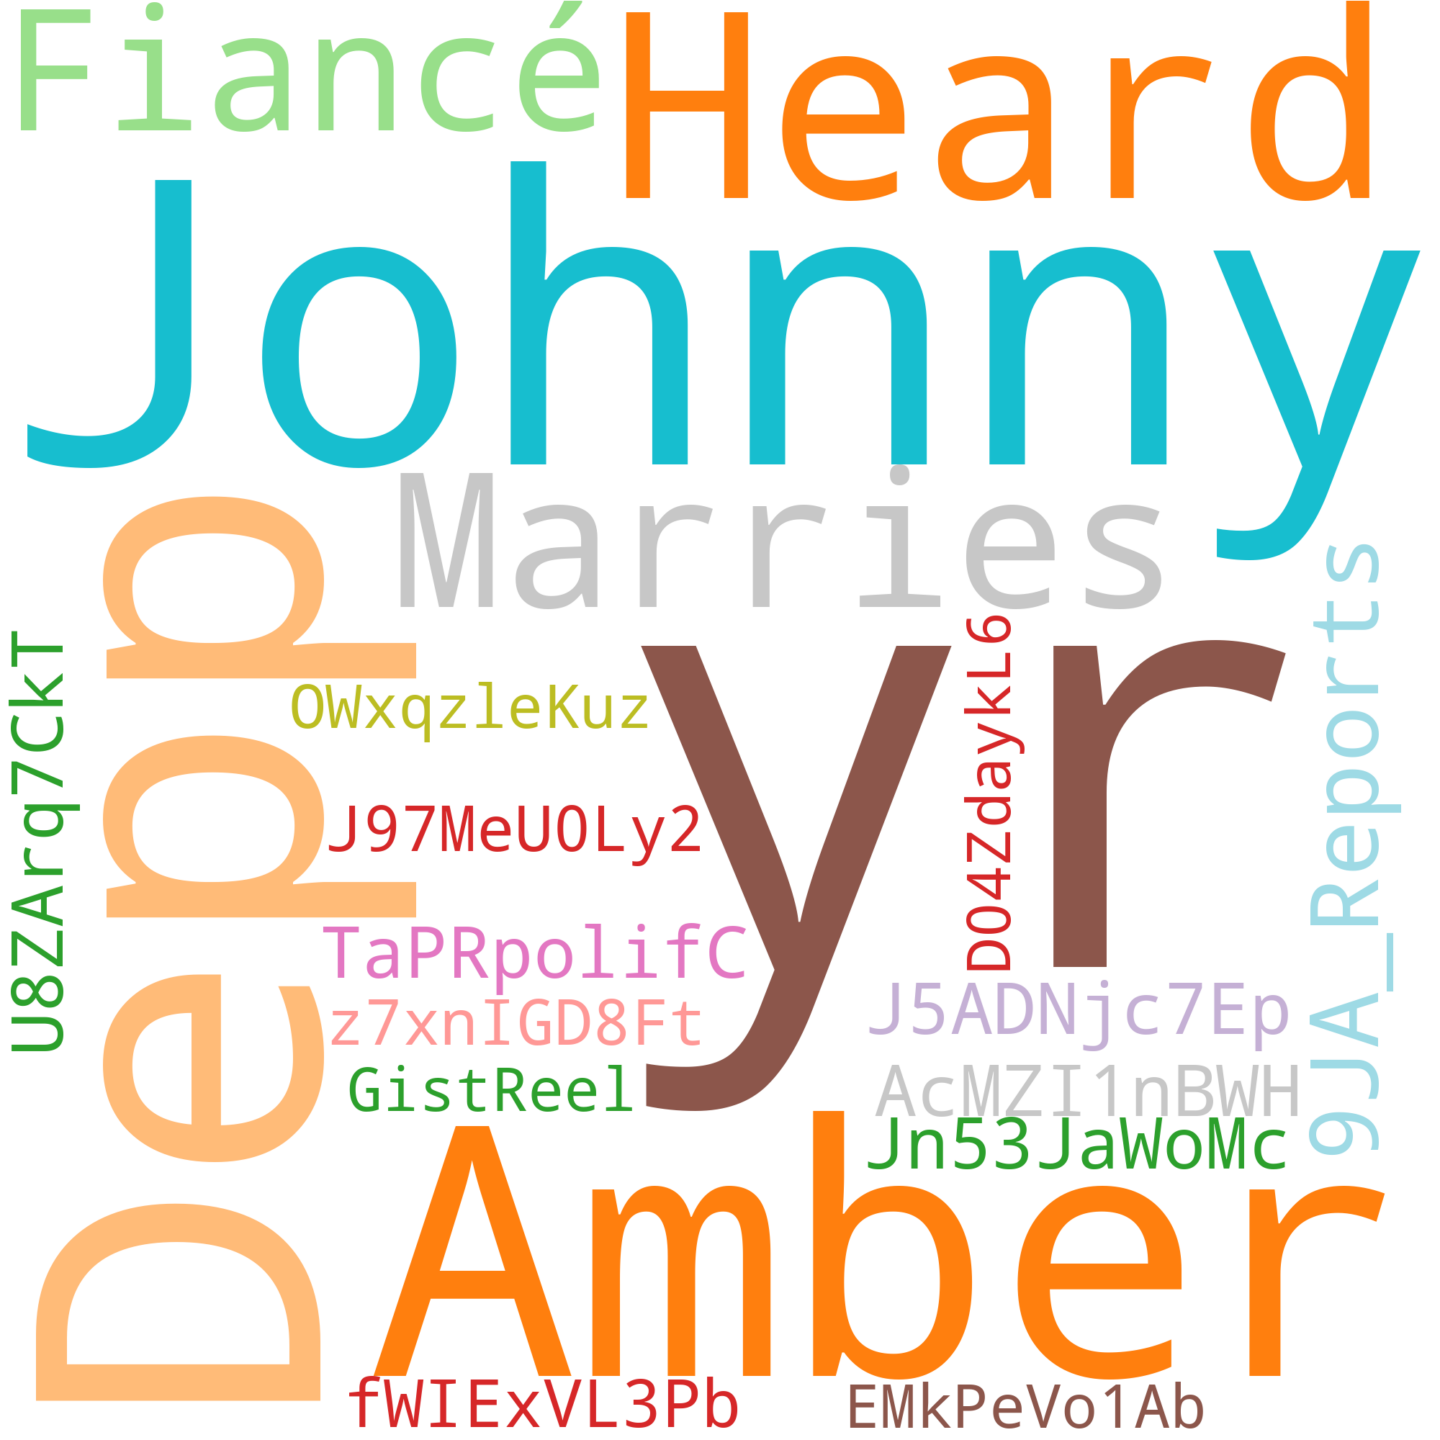 Fiancé
Heard
Johnny
Marries
Depp
yr
U8ZArq7CkT
OWxqzleKuz
D04ZdaykL6
9JA_Reports
J97MeU0Ly2
TaPRpolifC
z7xnIGD8Ft
J5ADNjc7Ep
GistReel
AcMZI1nBWH
Jn53JaWoMc
Amber
fWIExVL3Pb
EMkPeVo1Ab